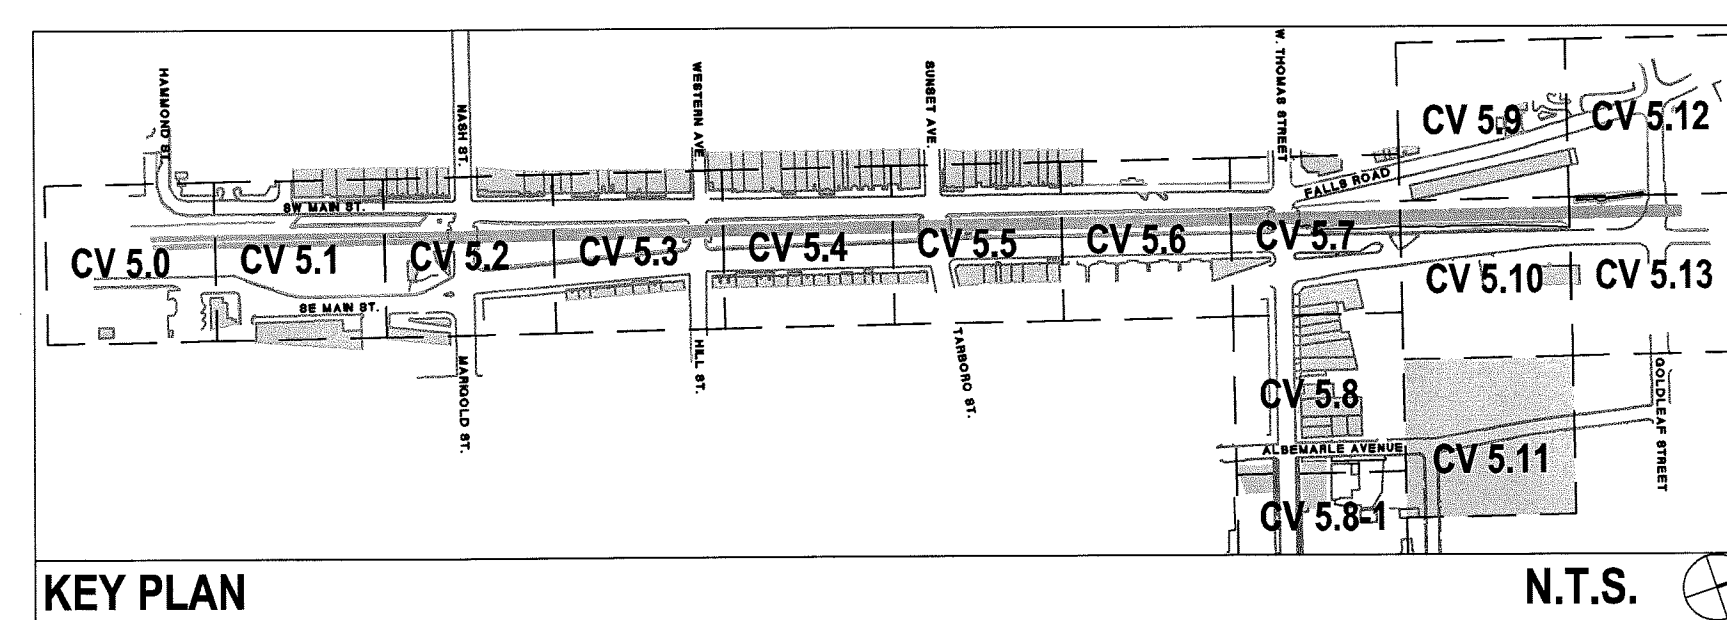 HAMMOND ST.
NASH ST.
WESTERN AVE.
SUNSET AVE.
W. THOMAS STREET
CV 5.9
CV 5.12
FALLS ROAD
SW MAIN ST.
CV 5.0
CV 5.1
CV 5.2
CV 5.3
CV 5.4
CV 5.5
CV 5.6
CV 5.7
CV 5.10
CV 5.13
SE MAIN ST.
MARIGOLD ST.
HILL ST.
TARBORO ST.
GOLDLEAF STREET
CV 5.8
ALBEMARLE AVENUE
CV 5.11
CV 5.8-1
KEY PLAN
N.T.S.